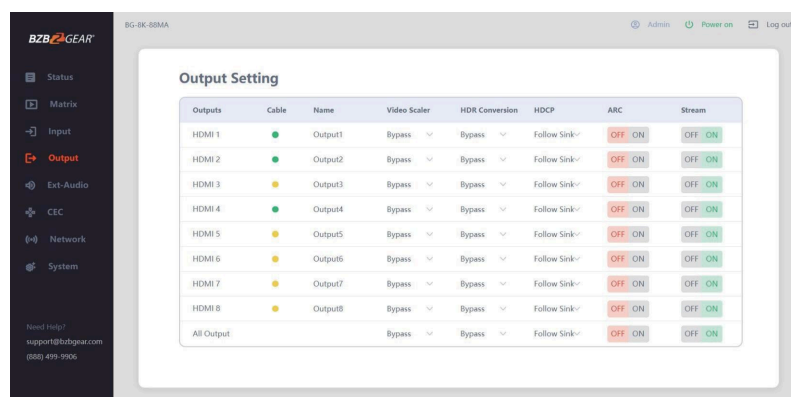 BG-8K-88MA
Admin
Power on
Log out
BZBGEAR
Status
Matrix
Input
Output
Ext-Audio
CEC
Network
System
Need Help?
support@bzbgear.com
(888) 499-9906
Output Setting
Outputs Cable Name Video Scaler HDR Conversion HDCP ARC Stream
HDMI 1 Output1 Bypass Bypass Follow Sink OFF ON OFF ON
HDMI 2 Output2 Bypass Bypass Follow Sink OFF ON OFF ON
HDMI 3 Output3 Bypass Bypass Follow Sink OFF ON OFF ON
HDMI 4 Output4 Bypass Bypass Follow Sink OFF ON OFF ON
HDMI 5 Output5 Bypass Bypass Follow Sink OFF ON OFF ON
HDMI 6 Output6 Bypass Bypass Follow Sink OFF ON OFF ON
HDMI 7 Output7 Bypass Bypass Follow Sink OFF ON OFF ON
HDMI 8 Output8 Bypass Bypass Follow Sink OFF ON OFF ON
All Output Bypass Bypass Follow Sink OFF ON OFF ON